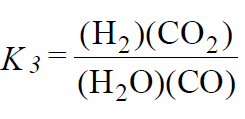 K₃ = (H₂)(CO₂) / (H₂O)(CO)